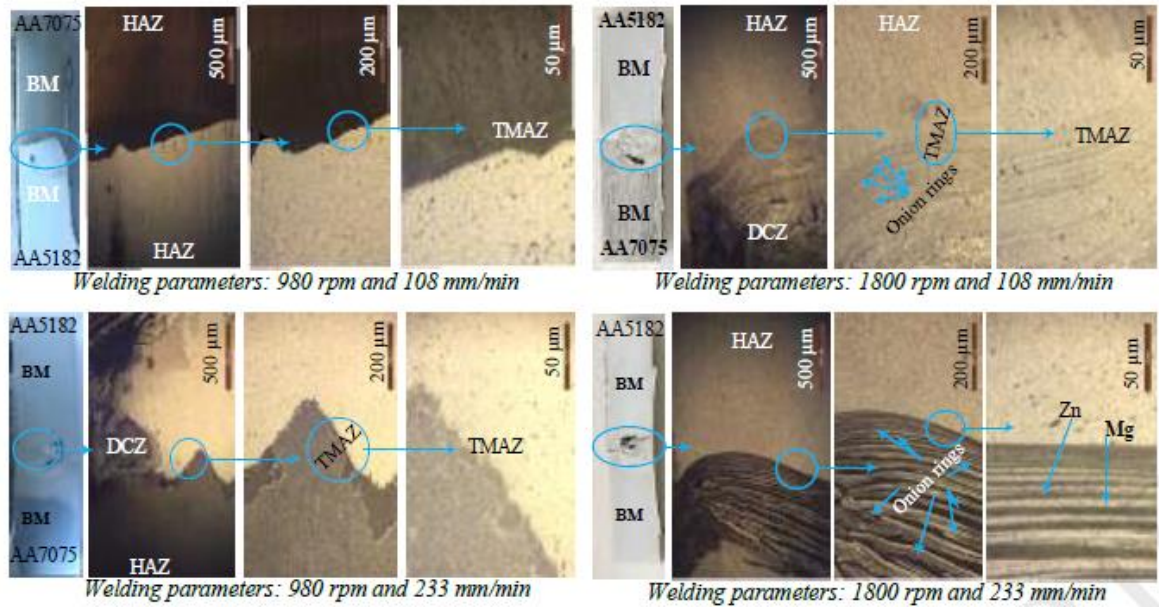 AA7075
BM
BM
AA5182
HAZ
HAZ
500 µm
200 µm
TMAZ
50 µm
Welding parameters: 980 rpm and 108 mm/min
AA5182
BM
BM
AA7075
DCZ
500 µm
HAZ
TMAZ
Onion rings
200 µm
TMAZ
50 µm
Welding parameters: 1800 rpm and 108 mm/min
AA5182
BM
BM
AA7075
DCZ
HAZ
500 µm
TMAZ
200 µm
TMAZ
50 µm
Welding parameters: 980 rpm and 233 mm/min
AA5182
BM
BM
HAZ
500 µm
Onion rings
200 µm
Zn
Mg
50 µm
Welding parameters: 1800 rpm and 233 mm/min